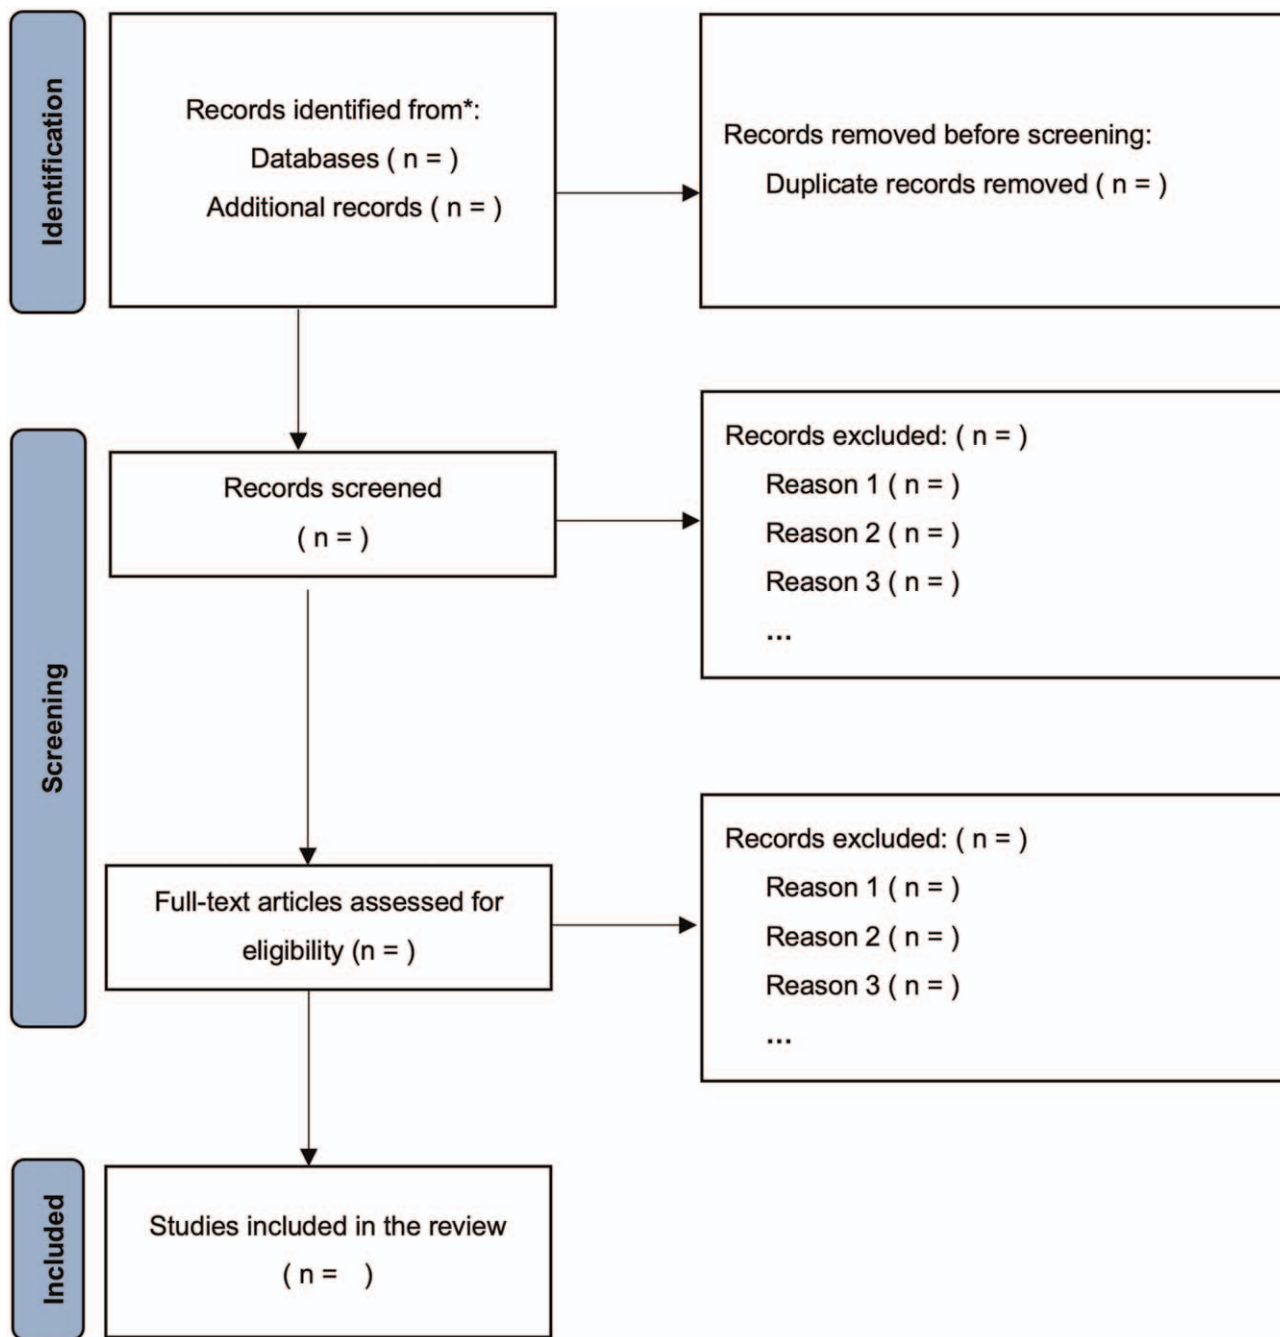 Identification
Records identified from*:
Databases ( n = )
Additional records ( n = )
Records removed before screening:
Duplicate records removed ( n = )
Screening
Records screened
( n = )
Records excluded: ( n = )
Reason 1 ( n = )
Reason 2 ( n = )
Reason 3 ( n = )
...
Full-text articles assessed for
eligibility (n = )
Records excluded: ( n = )
Reason 1 ( n = )
Reason 2 ( n = )
Reason 3 ( n = )
...
Included
Studies included in the review
( n = )